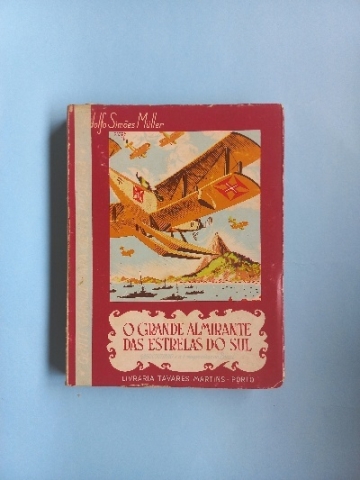 dolfo Simões Müller
O GRANDE ALMIRANTE
DAS ESTRELAS DO SUL
LIVRARIA TAVARES MARTINS - PORTO